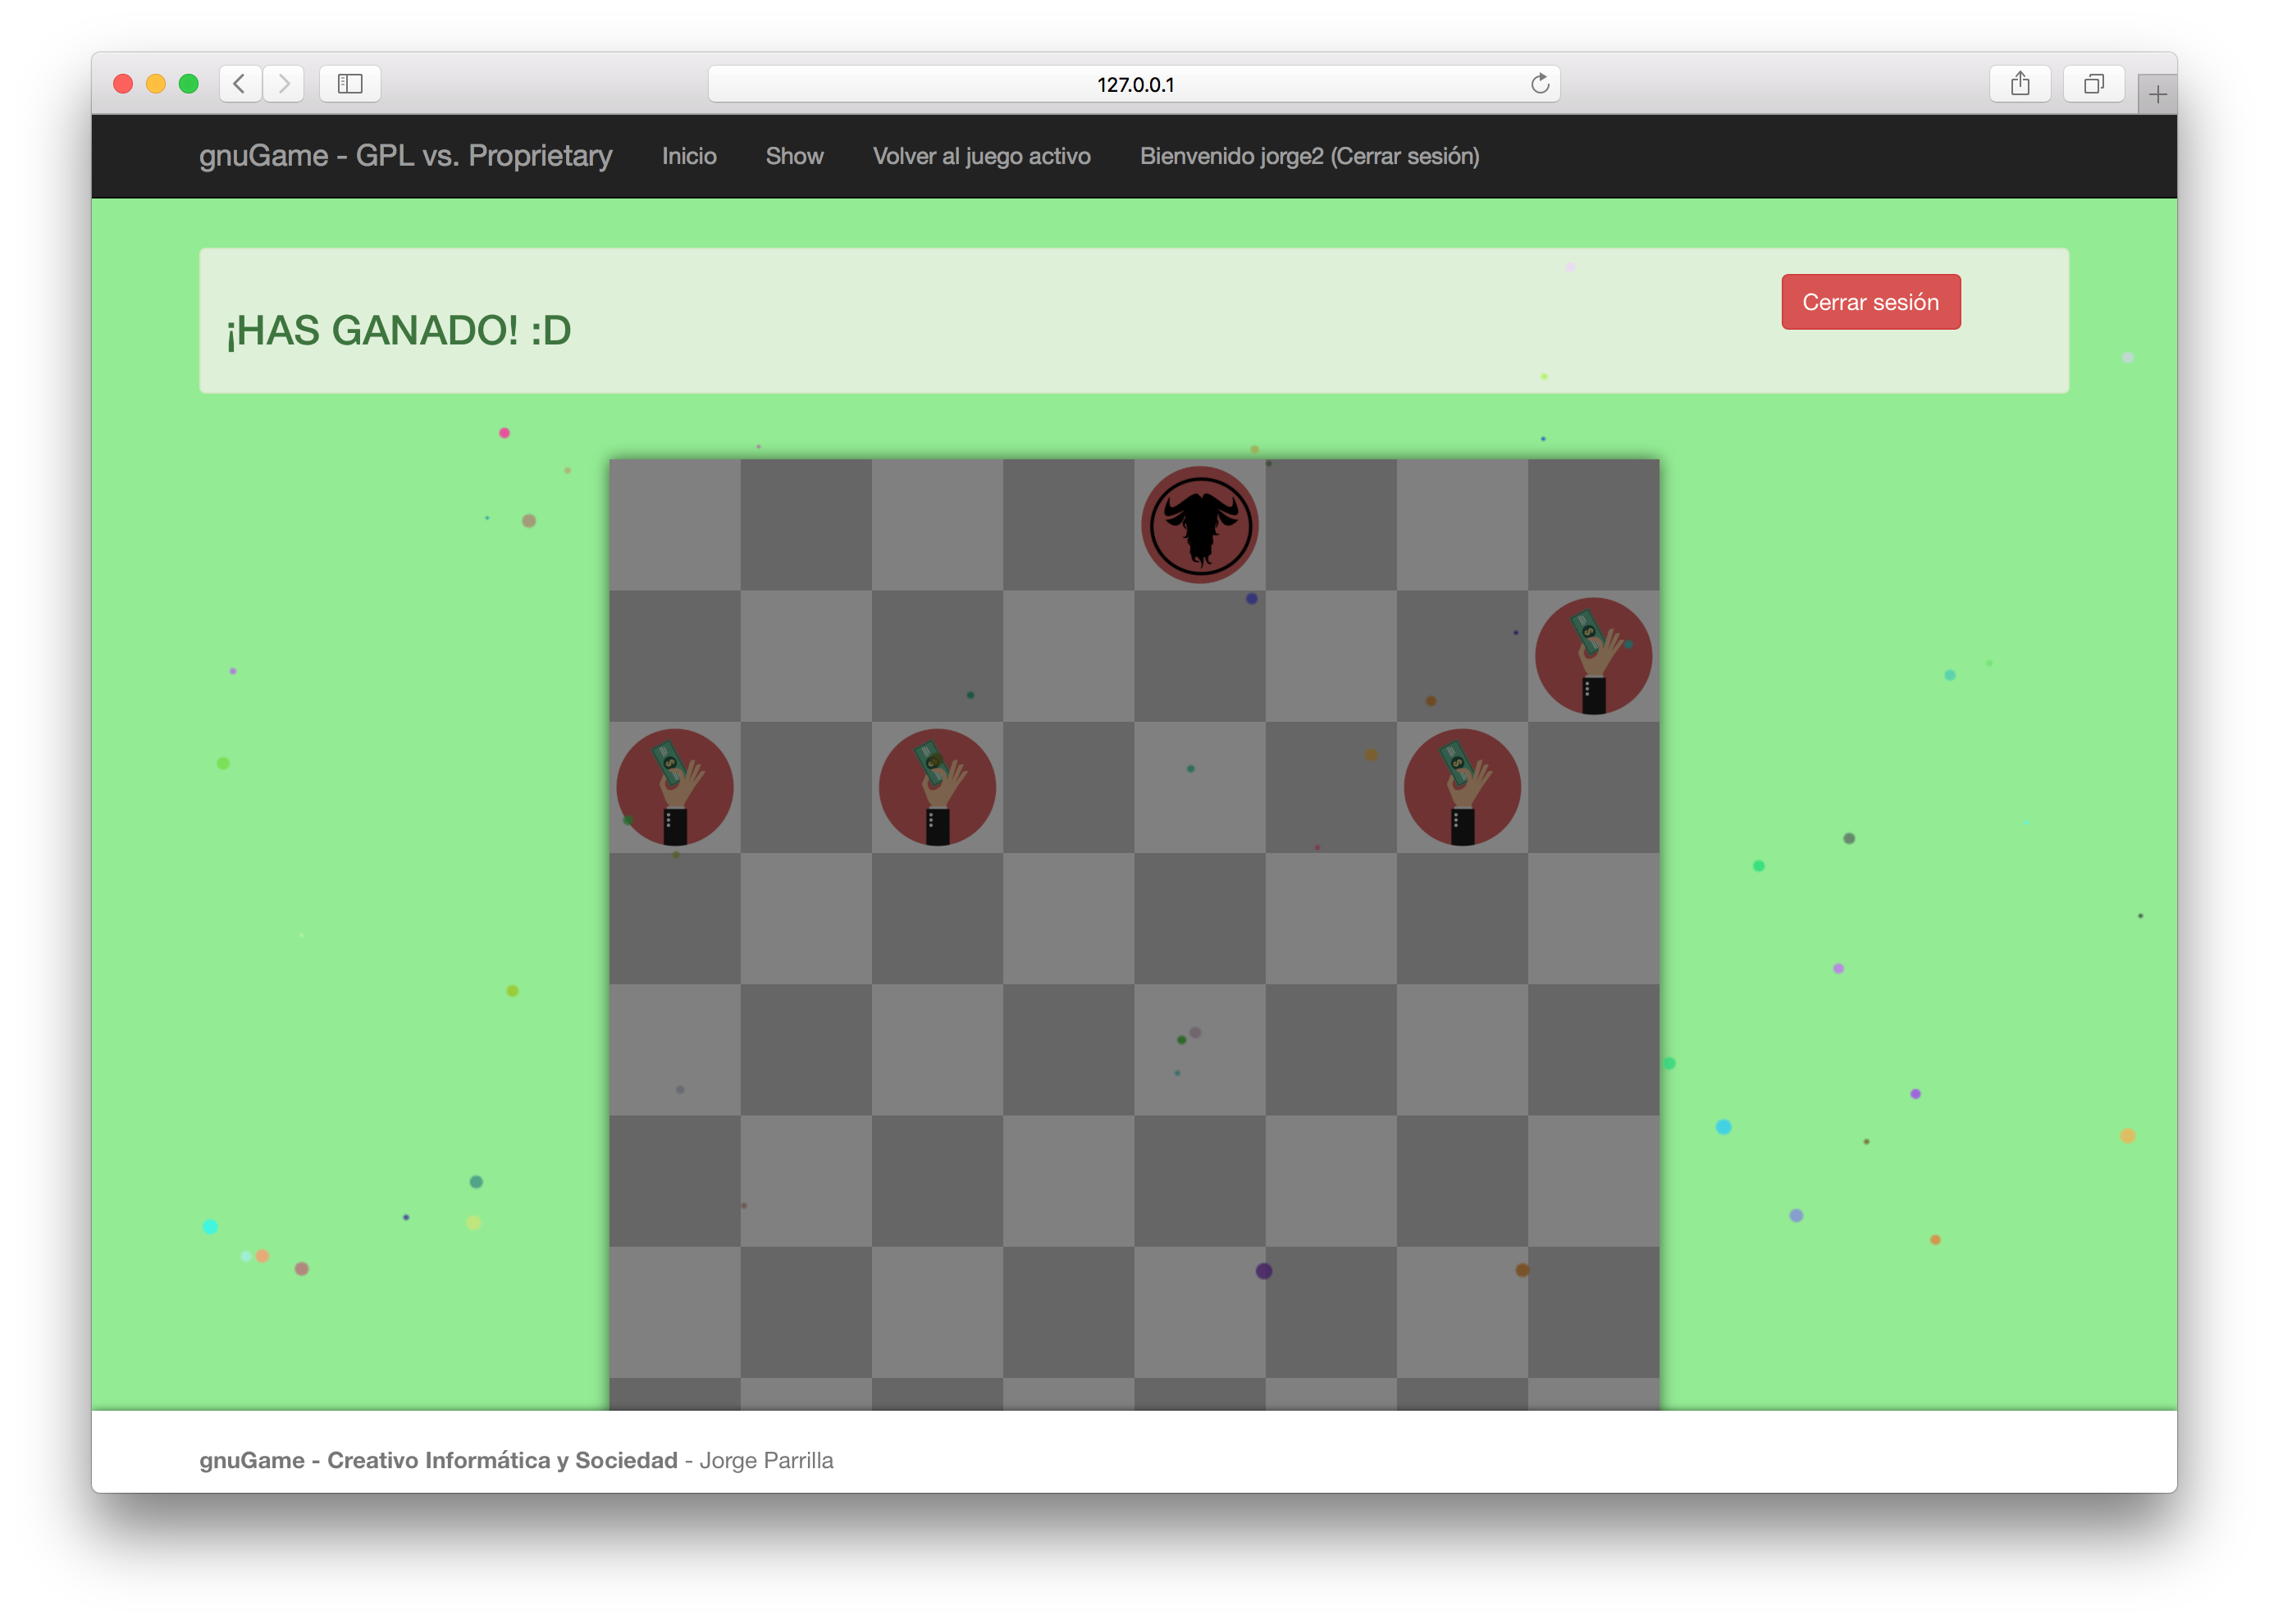 127.0.0.1
gnuGame - GPL vs. Proprietary Inicio Show Volver al juego activo Bienvenido jorge2 (Cerrar sesión)
Cerrar sesión
¡HAS GANADO! :D
gnuGame - Creativo Informática y Sociedad - Jorge Parrilla